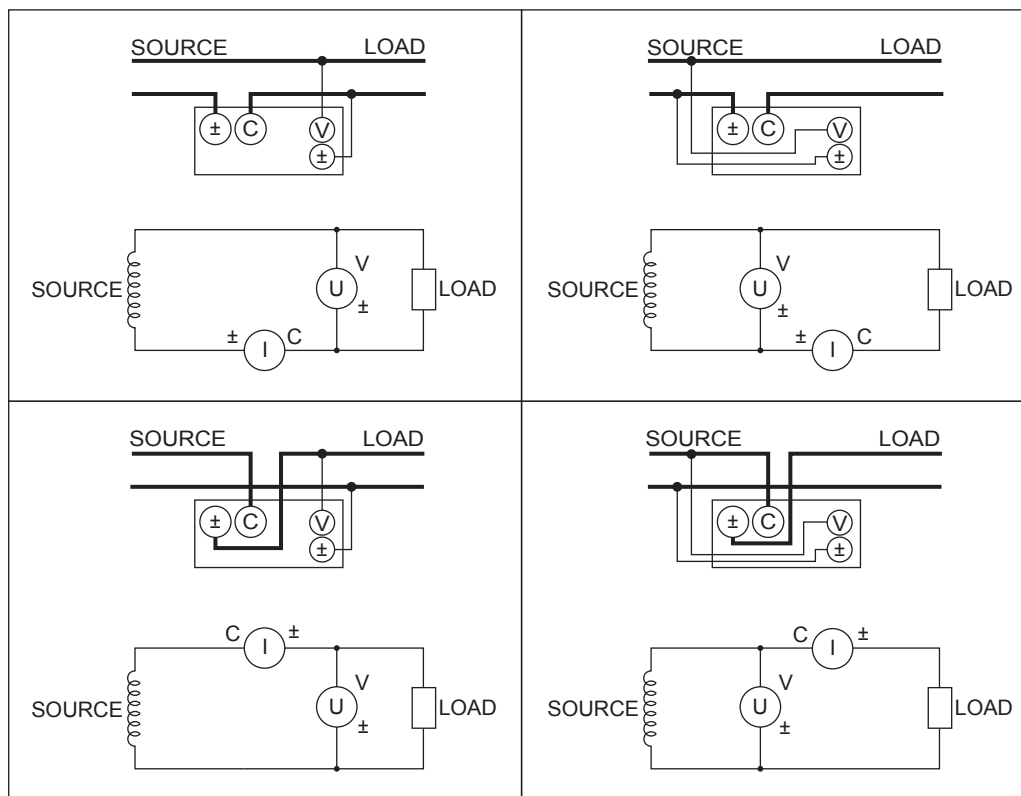 SOURCE LOAD
± C V
±
V
SOURCE U LOAD
±
± C
I
SOURCE LOAD
± C V
±
V
SOURCE U LOAD
±
± C
I
SOURCE LOAD
± C V
±
C ±
I
V
SOURCE U LOAD
±
SOURCE LOAD
± C V
±
C ±
I
V
SOURCE U LOAD
±